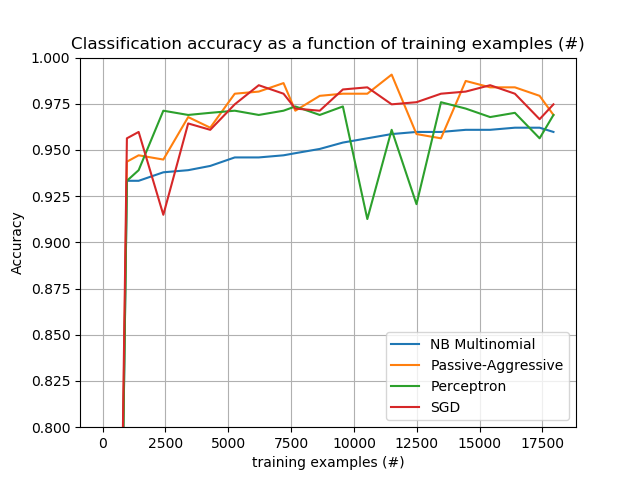 Classification accuracy as a function of training examples (#)
1.000
0.975
0.950
0.925
0.900
0.875
0.850
0.825
0.800
Accuracy
NB Multinomial
Passive-Aggressive
Perceptron
SGD
0 2500 5000 7500 10000 12500 15000 17500
training examples (#)